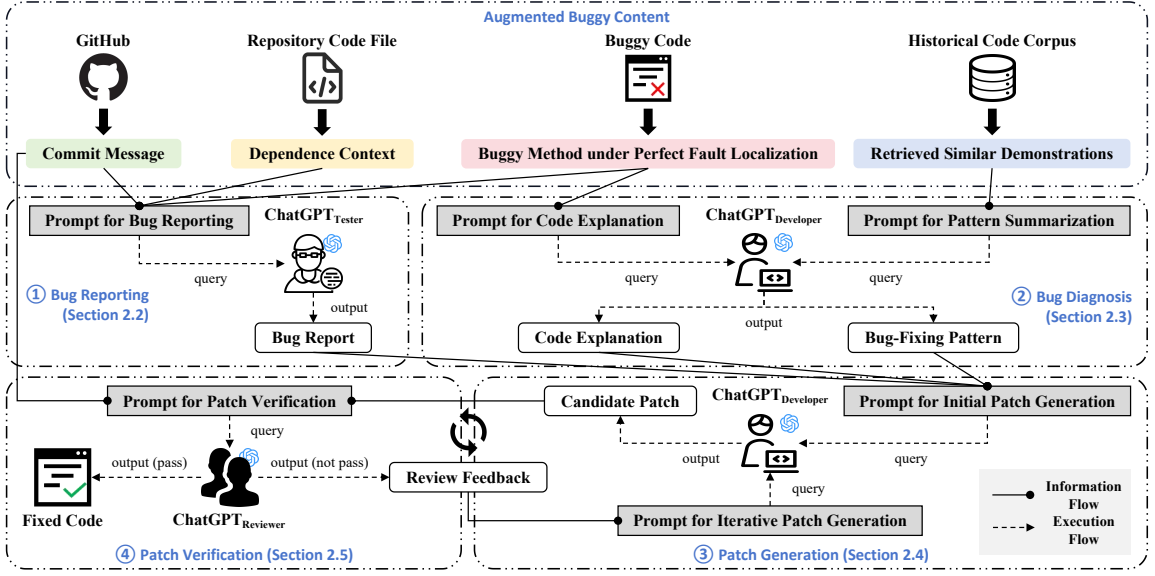 Augmented Buggy Content
GitHub
Repository Code File
Buggy Code
Historical Code Corpus
Commit Message
Dependence Context
Buggy Method under Perfect Fault Localization
Retrieved Similar Demonstrations
Prompt for Bug Reporting
ChatGPTTester
query
output
① Bug Reporting
(Section 2.2)
Bug Report
Prompt for Code Explanation
ChatGPTDeveloper
Prompt for Pattern Summarization
query
query
output
② Bug Diagnosis
(Section 2.3)
Code Explanation
Bug-Fixing Pattern
Prompt for Patch Verification
query
output (pass)
output (not pass)
Fixed Code
ChatGPTReviewer
Review Feedback
④ Patch Verification (Section 2.5)
Candidate Patch
ChatGPTDeveloper
Prompt for Initial Patch Generation
output
query
query
Prompt for Iterative Patch Generation
③ Patch Generation (Section 2.4)
Information
Flow
Execution
Flow